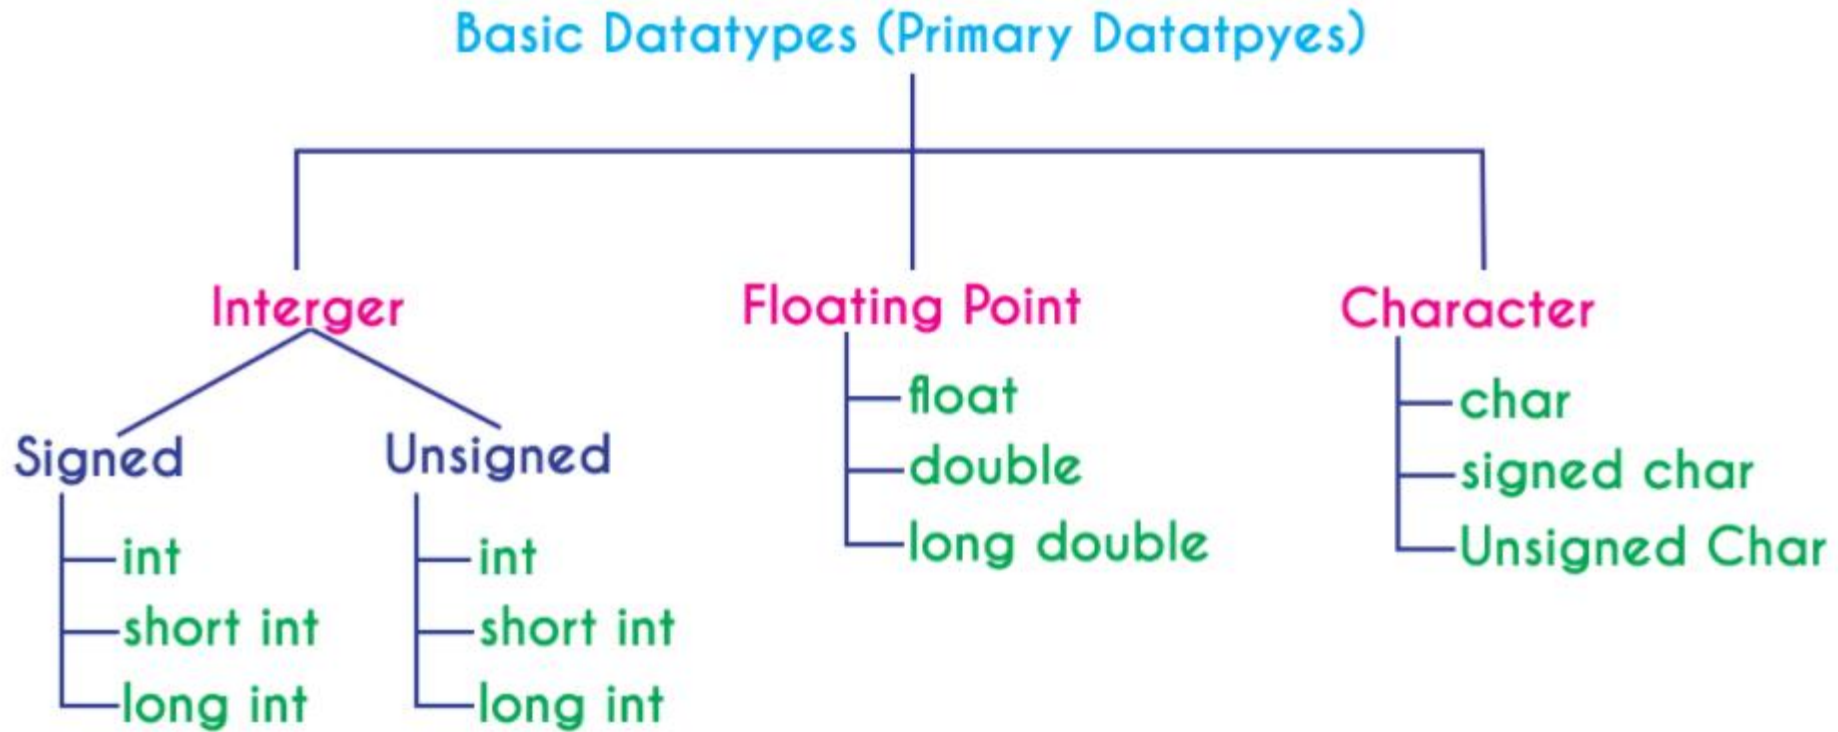 Basic Datatypes (Primary Datatpyes)
Interger
Signed
int
short int
long int
Unsigned
int
short int
long int
Floating Point
float
double
long double
Character
char
signed char
Unsigned Char